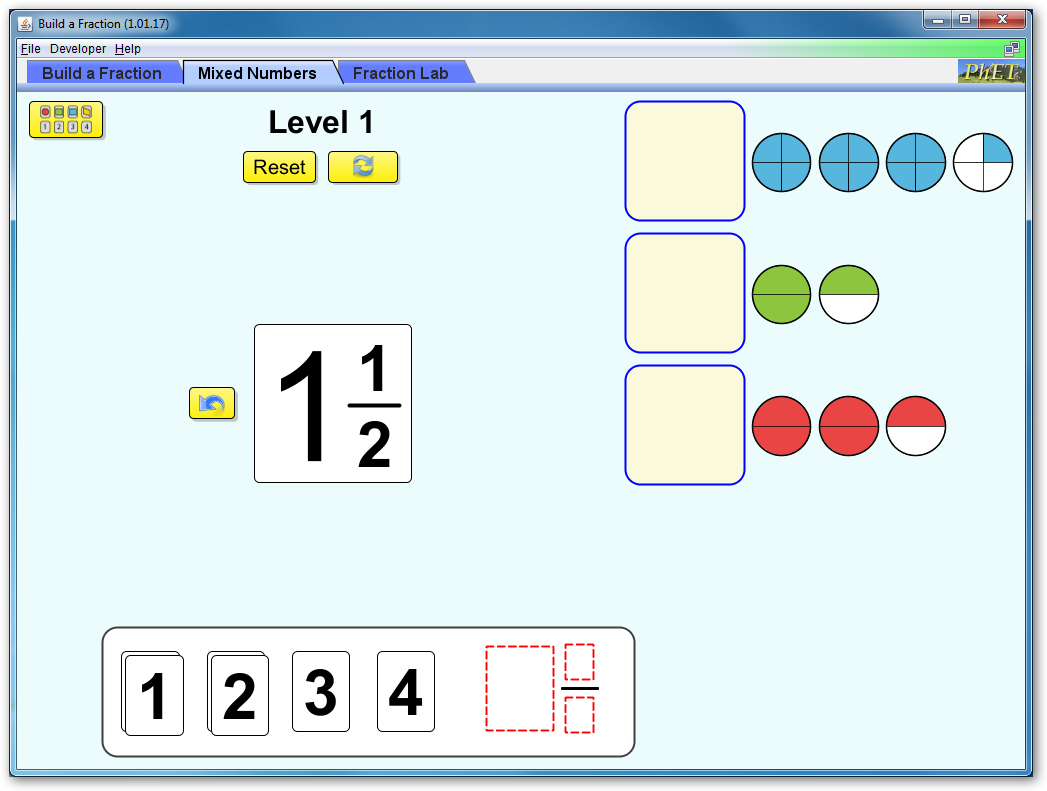 Build a Fraction (1.01.17)
File Developer Help
Build a Fraction Mixed Numbers Fraction Lab
PhET
1 2 3 4
Level 1
Reset
1 1/2
1 2 3 4